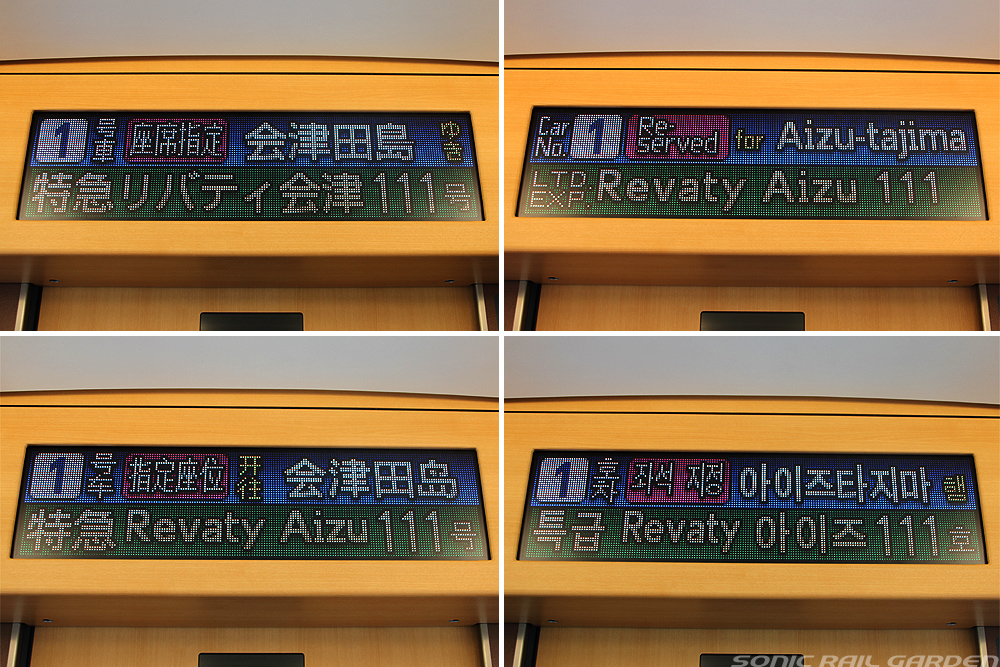 1 号車 座席指定 会津田島 ゆき
特急 リバティ会津 111号
Car No. 1 Re-served for Aizu-tajima
LTD. EXP. Revaty Aizu 111
1 号车 指定座位 开往 会津田岛
特急 Revaty Aizu 111号
1 호차 좌석 지정 아이즈타지마 행
특급 Revaty 아이즈 111 호
SONIC RAIL GARDEN